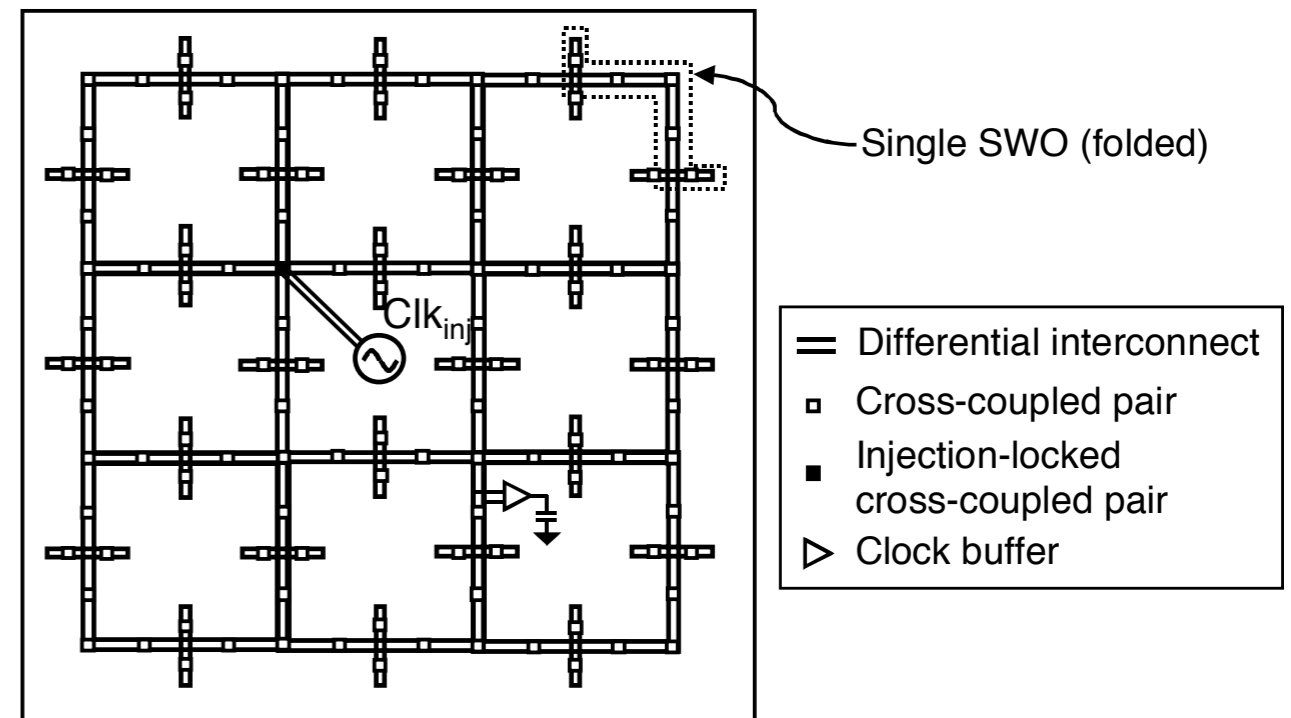 Single SWO (folded)
Clkinj
Differential interconnect
Cross-coupled pair
Injection-locked
cross-coupled pair
Clock buffer